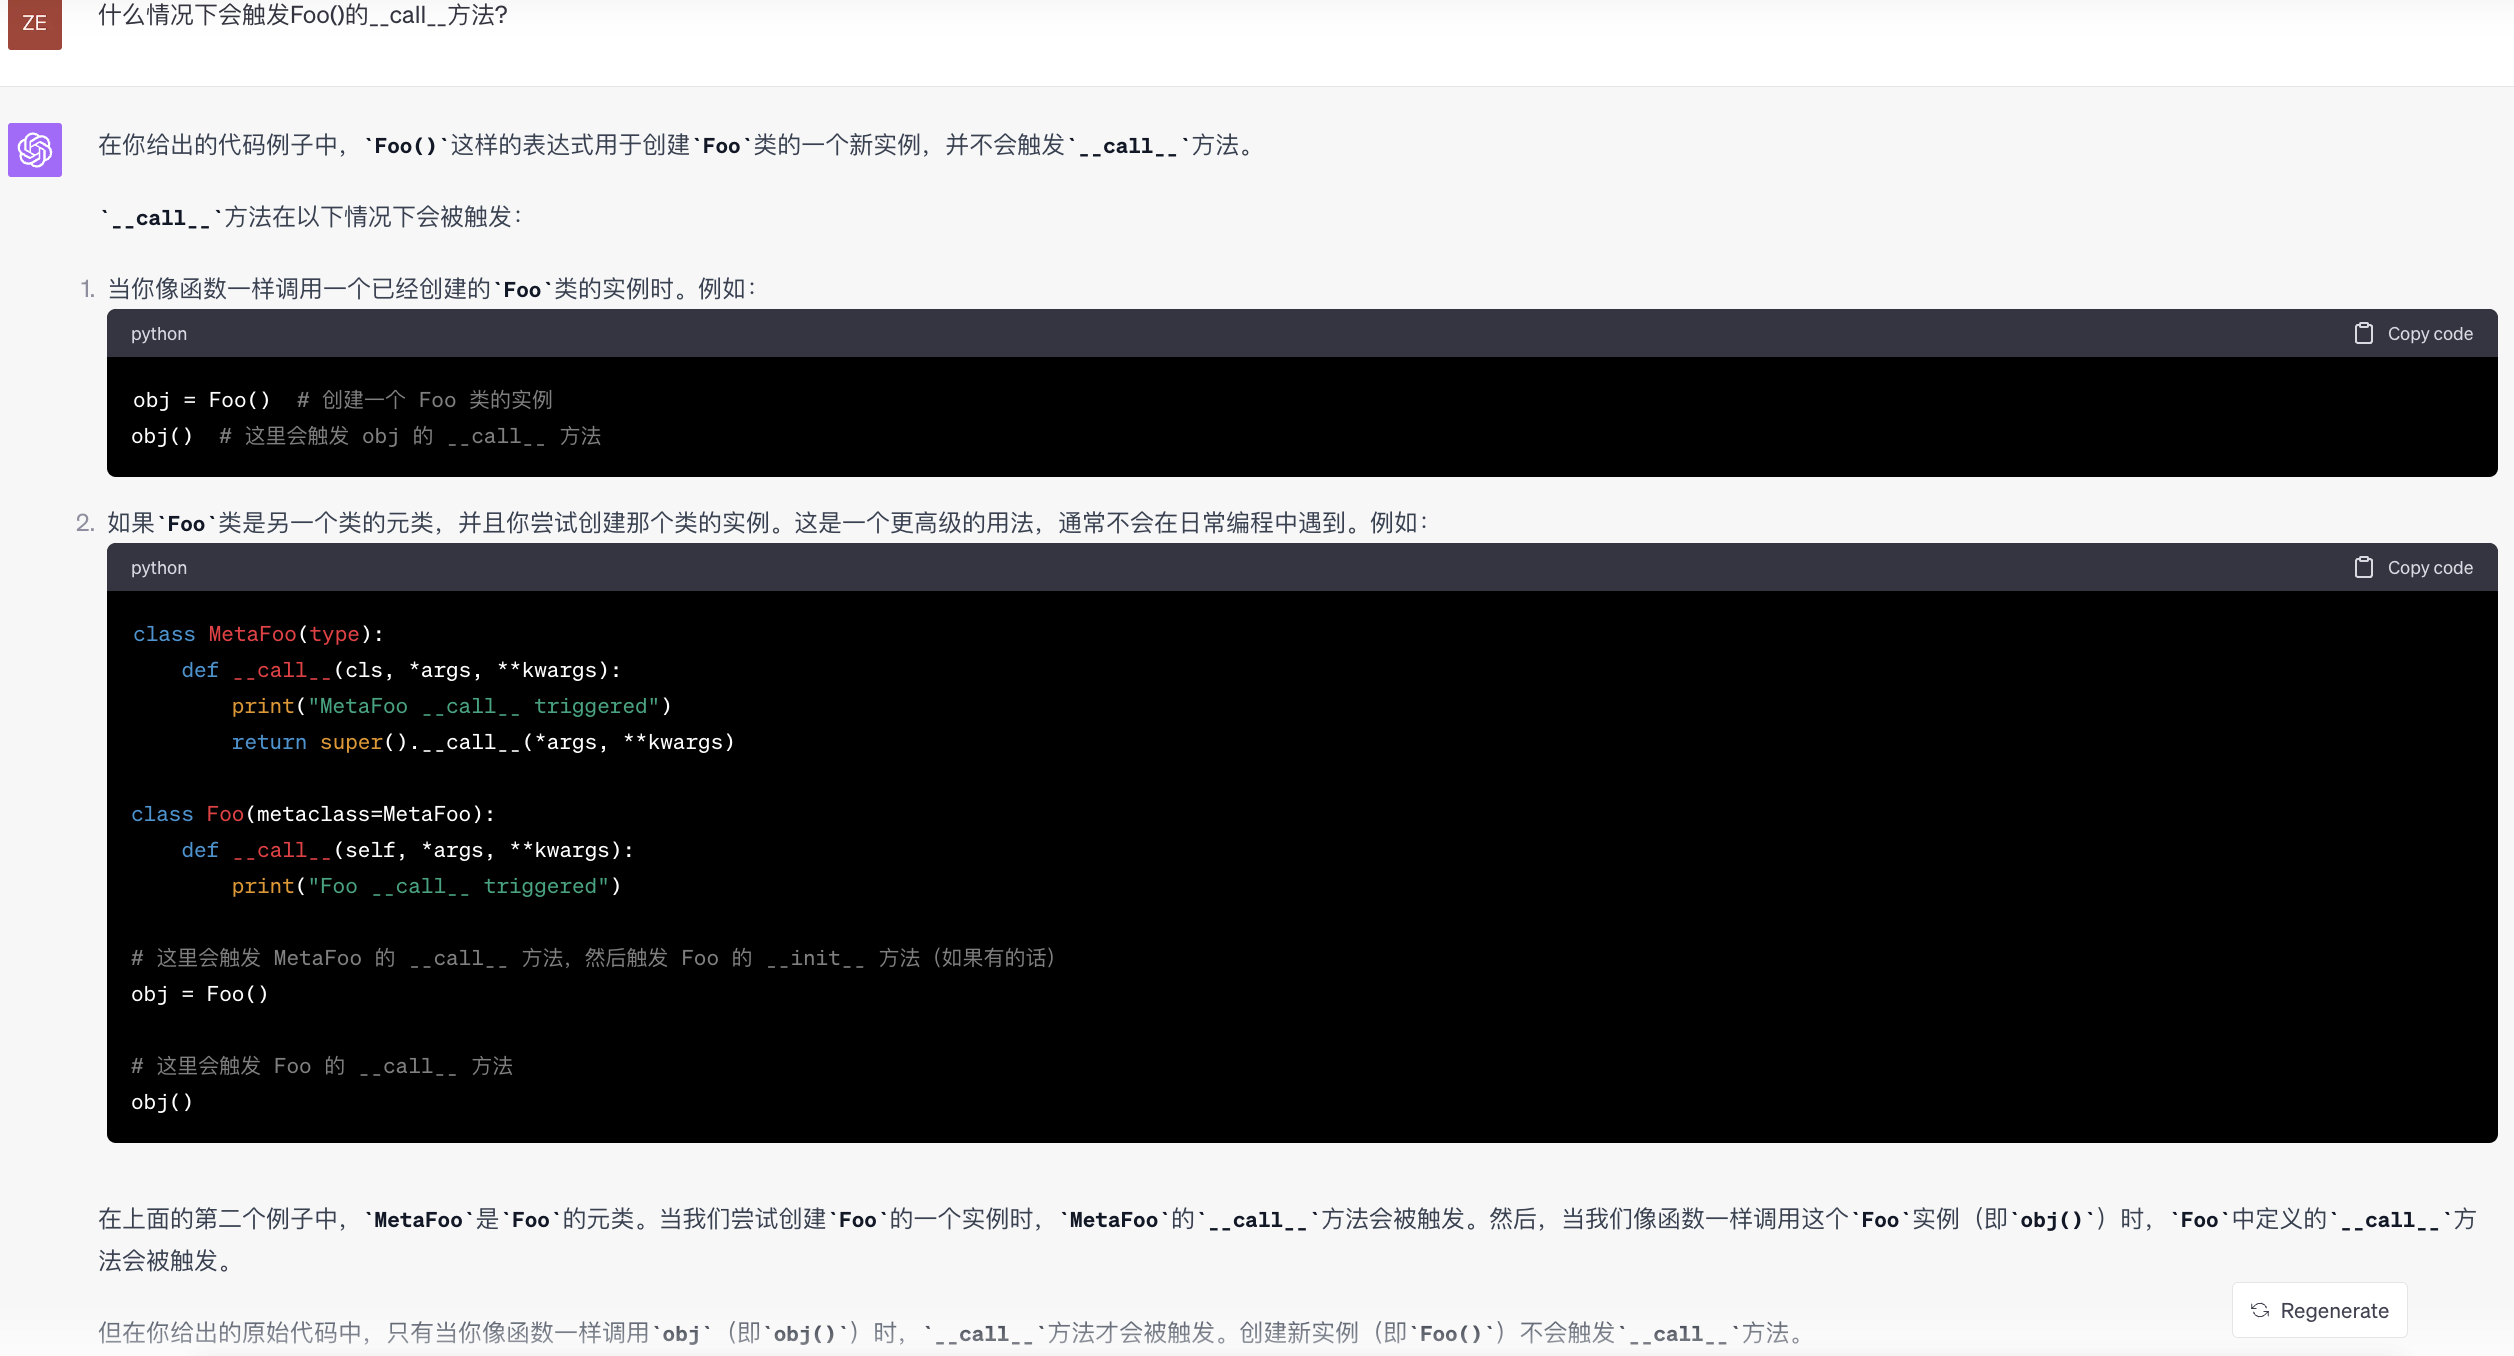 ZE
什么情况下会触发Foo()的__call__方法?
在你给出的代码例子中，`Foo()`这样的表达式用于创建`Foo`类的一个新实例，并不会触发`__call__`方法。
`__call__`方法在以下情况下会被触发：
1. 当你像函数一样调用一个已经创建的`Foo`类的实例时。例如：
python Copy code
obj = Foo()  # 创建一个 Foo 类的实例
obj()  # 这里会触发 obj 的 __call__ 方法
2. 如果`Foo`类是另一个类的元类，并且你尝试创建那个类的实例。这是一个更高级的用法，通常不会在日常编程中遇到。例如：
python Copy code
class MetaFoo(type):
    def __call__(cls, *args, **kwargs):
        print("MetaFoo __call__ triggered")
        return super().__call__(*args, **kwargs)
class Foo(metaclass=MetaFoo):
    def __call__(self, *args, **kwargs):
        print("Foo __call__ triggered")
# 这里会触发 MetaFoo 的 __call__ 方法，然后触发 Foo 的 __init__ 方法（如果有的话）
obj = Foo()
# 这里会触发 Foo 的 __call__ 方法
obj()
在上面的第二个例子中，`MetaFoo`是`Foo`的元类。当我们尝试创建`Foo`的一个实例时，`MetaFoo`的`__call__`方法会被触发。然后，当我们像函数一样调用这个`Foo`实例（即`obj()`）时，`Foo`中定义的`__call__`方
法会被触发。
Regenerate
但在你给出的原始代码中，只有当你像函数一样调用`obj`（即`obj()`）时，`__call__`方法才会被触发。创建新实例（即`Foo()`）不会触发`__call__`方法。